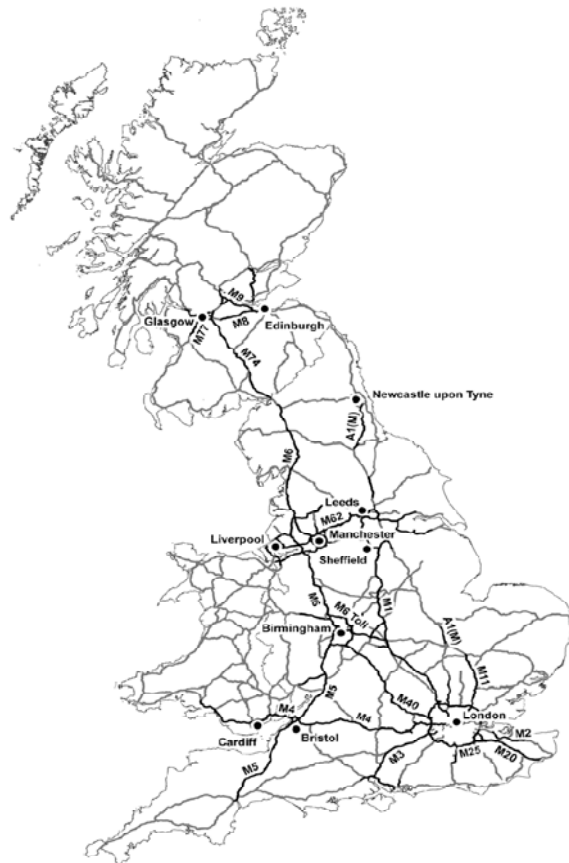 M9
Glasgow
M8
Edinburgh
M77
M74
Newcastle upon Tyne
A1(N)
M6
Leeds
M62
Liverpool
Manchester
Sheffield
M6
M6 Toll
M1
Birmingham
A1(M)
M11
M5
M40
M4
M4
London
Cardiff
Bristol
M2
M3
M25
M20
M5